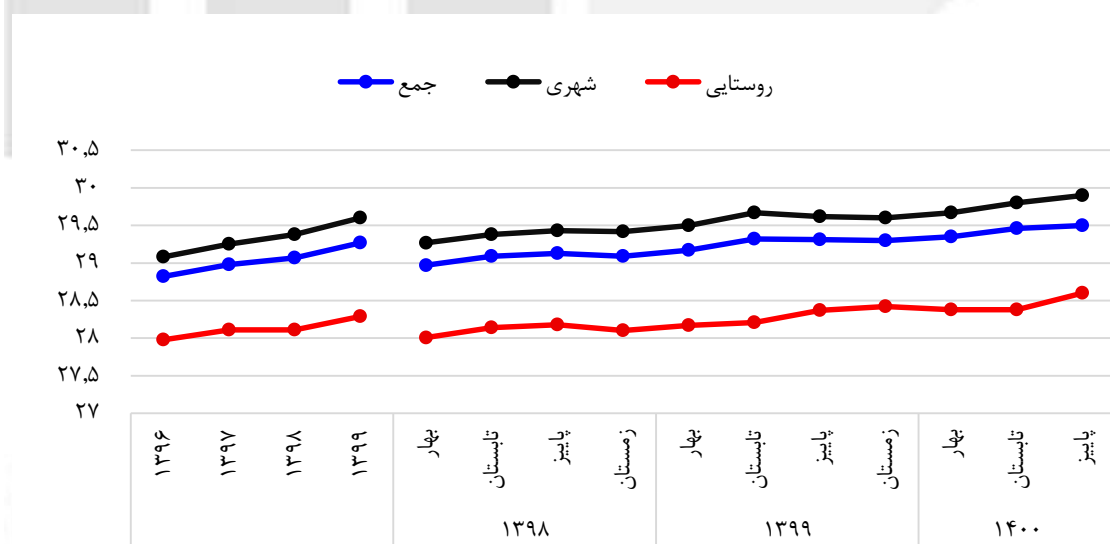 جمع شهری روستایی
۳۰,۵
۳۰
۲۹,۵
۲۹
۲۸,۵
۲۸
۲۷,۵
۲۷
۱۳۹۶ ۱۳۹۷ ۱۳۹۸ ۱۳۹۹ بهار تابستان پاییز زمستان بهار تابستان پاییز زمستان بهار تابستان پاییز
۱۳۹۸ ۱۳۹۹ ۱۴۰۰